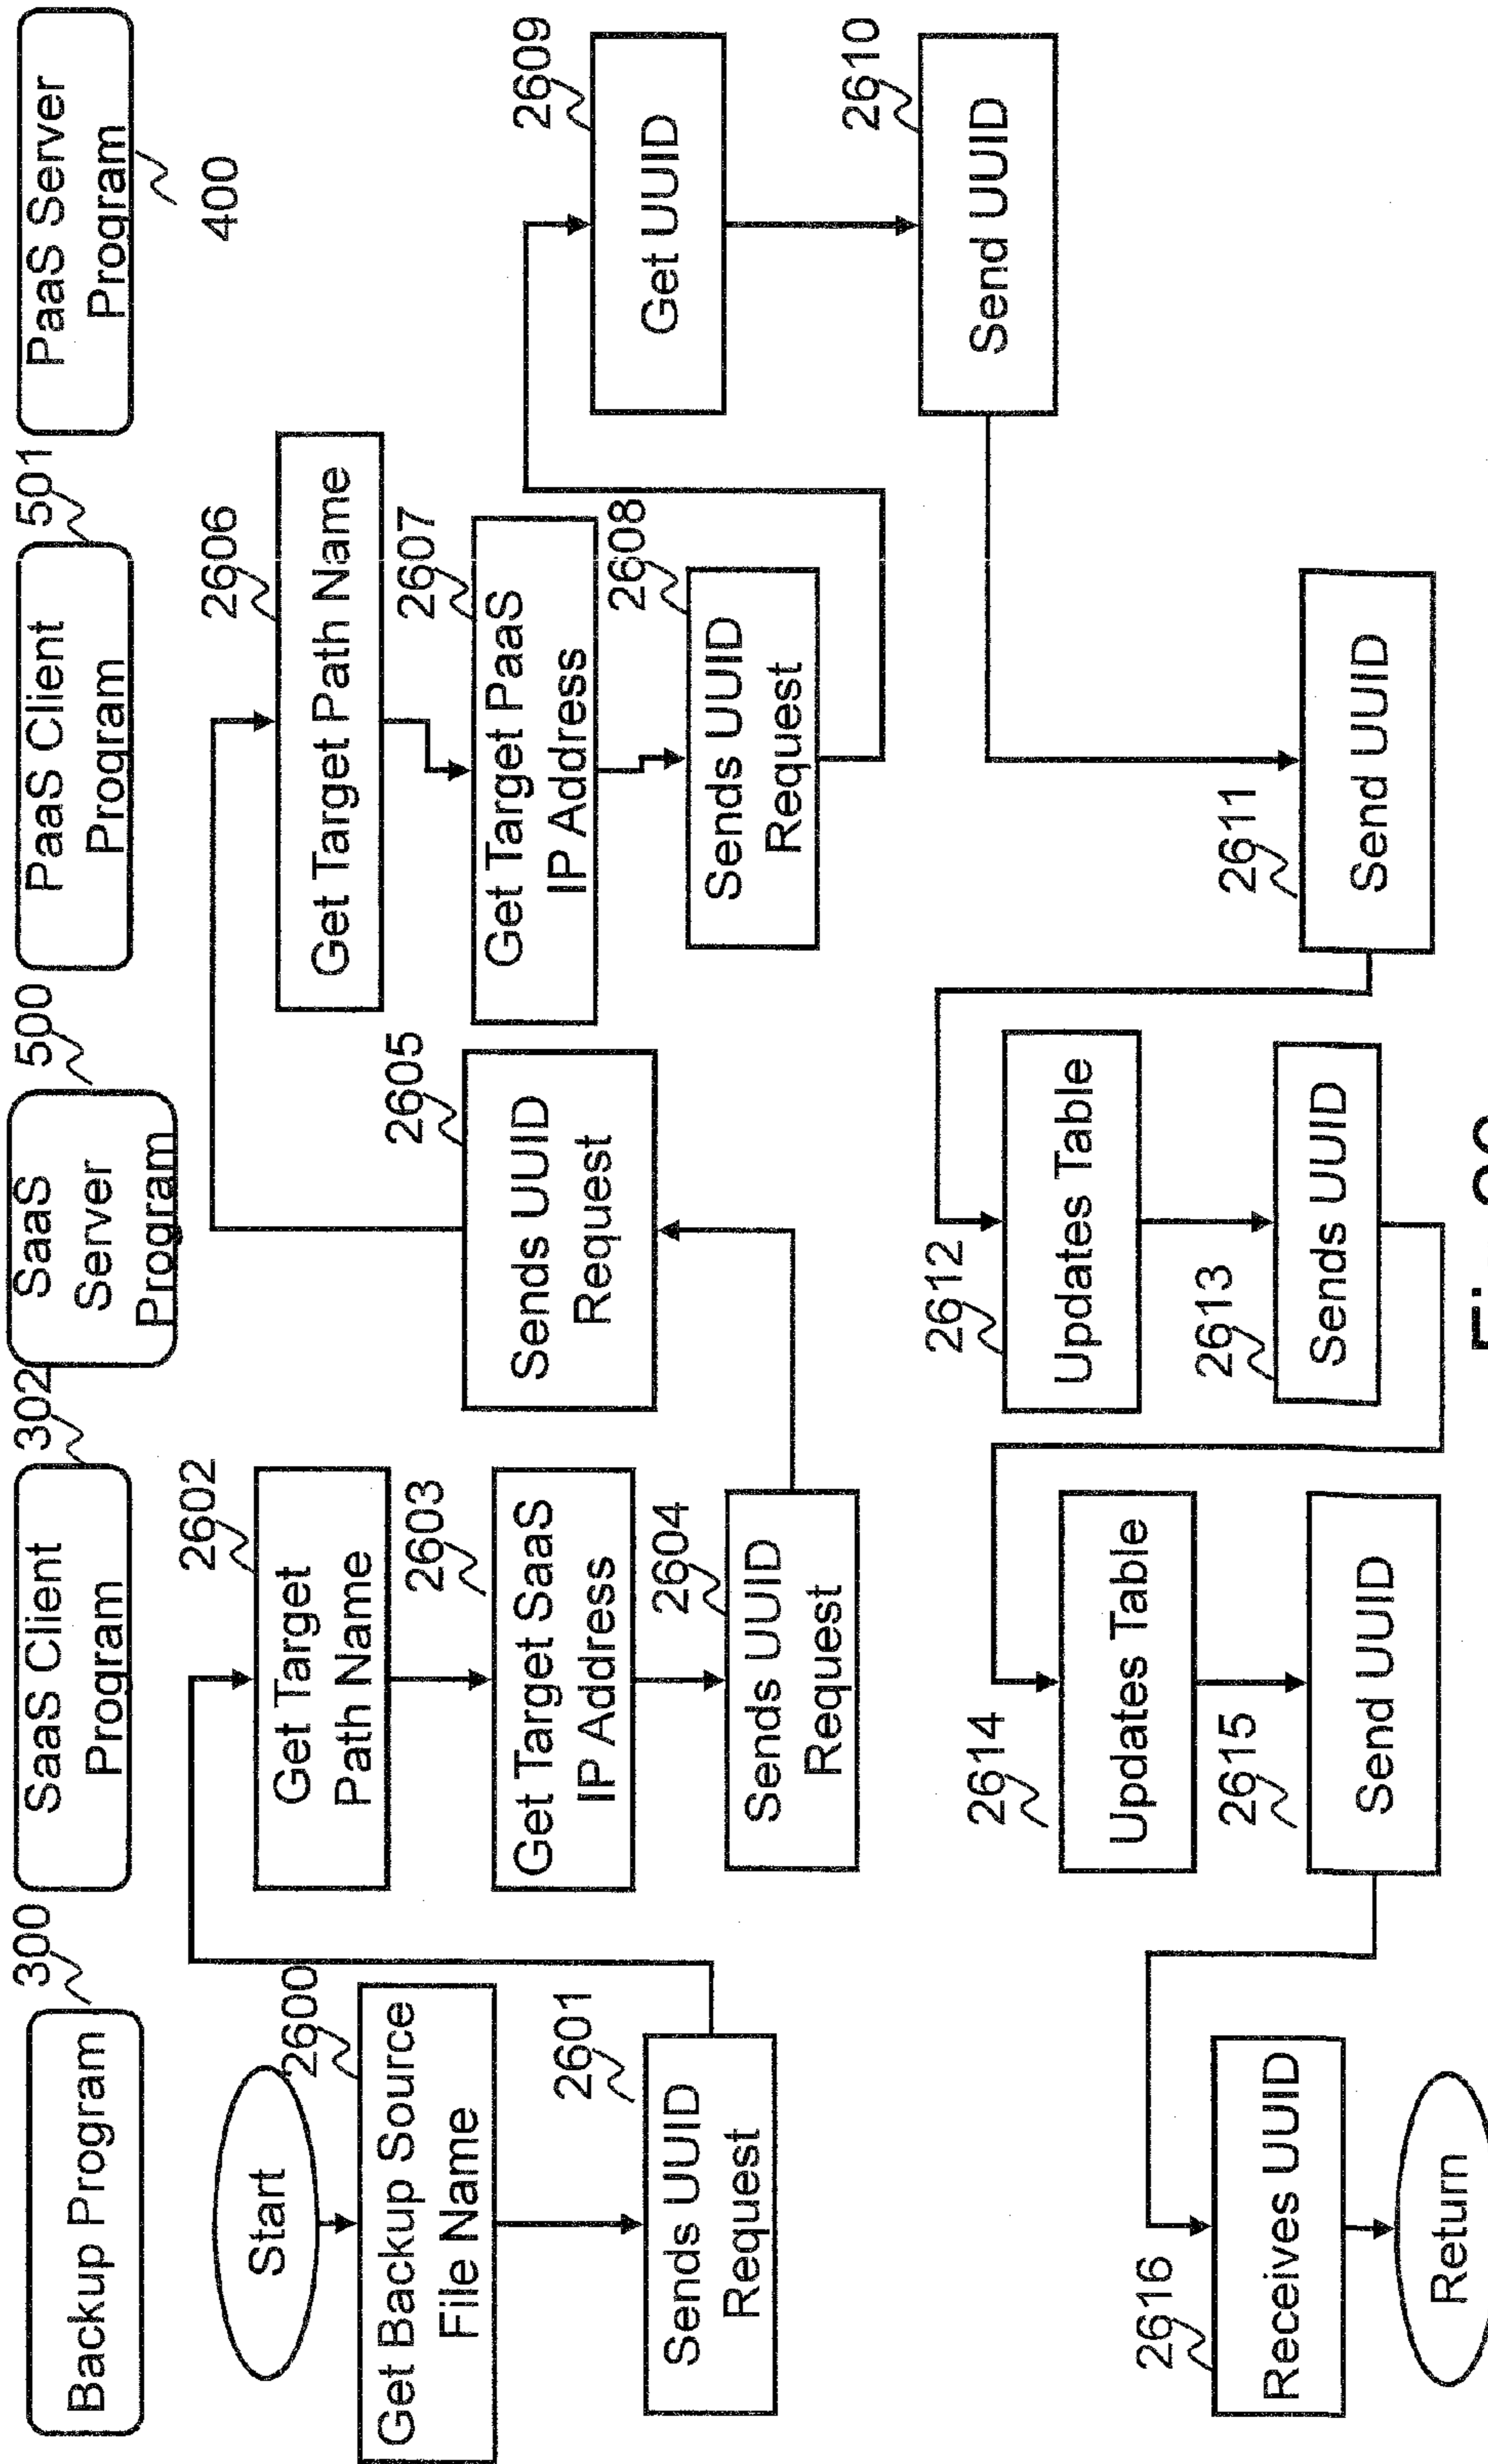 Backup Program
300
SaaS Client
Program
302
SaaS
Server
Program
500
PaaS Client
Program
501
PaaS Server
Program
400
Start
2600
Get Backup Source
File Name
2601
Sends UUID
Request
2602
Get Target
Path Name
2603
Get Target SaaS
IP Address
2604
Sends UUID
Request
2605
Sends UUID
Request
2606
Get Target Path Name
2607
Get Target PaaS
IP Address
2608
Sends UUID
Request
2609
Get UUID
2610
Send UUID
2611
Send UUID
2612
Updates Table
2613
Sends UUID
2614
Updates Table
2615
Send UUID
2616
Receives UUID
Return